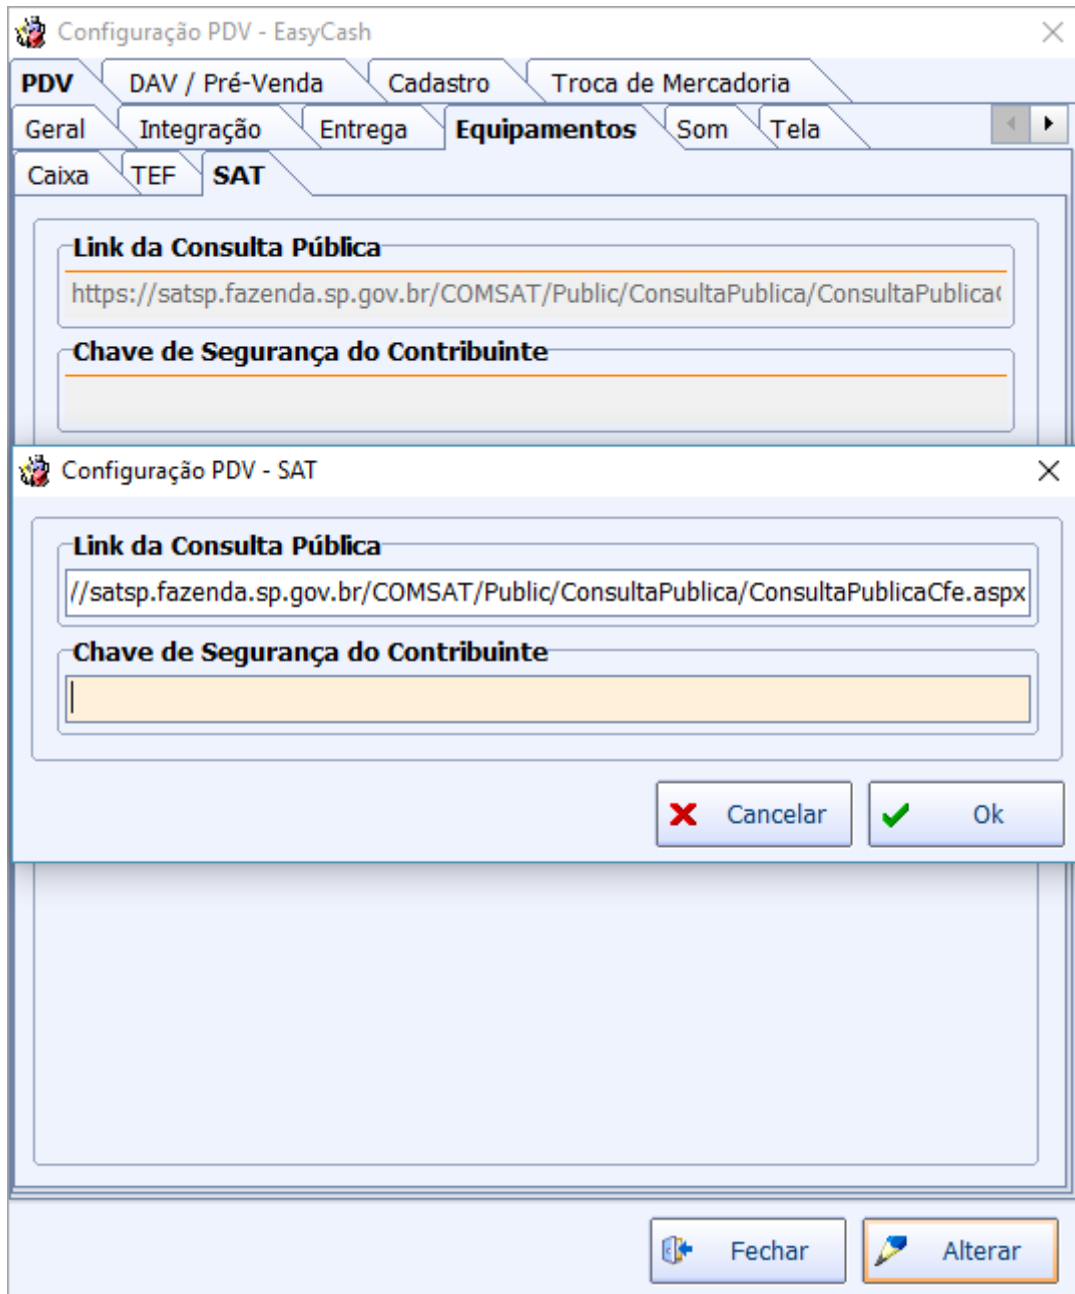 Configuração PDV - EasyCash
PDV DAV / Pré-Venda Cadastro Troca de Mercadoria
Geral Integração Entrega Equipamentos Som Tela
Caixa TEF SAT
Link da Consulta Pública
https://satsp.fazenda.sp.gov.br/COMSAT/Public/ConsultaPublica/ConsultaPublicaC
Chave de Segurança do Contribuinte
Configuração PDV - SAT
Link da Consulta Pública
//satsp.fazenda.sp.gov.br/COMSAT/Public/ConsultaPublica/ConsultaPublicaCfe.aspx
Chave de Segurança do Contribuinte
Cancelar Ok
Fechar Alterar